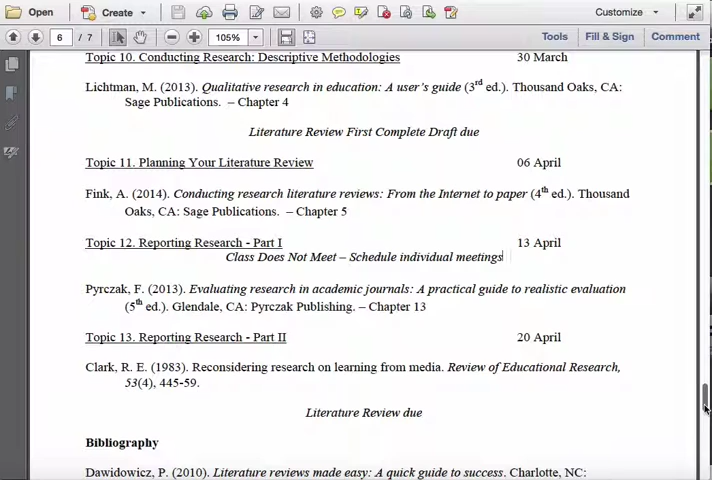 Open
Create
Customize
6 / 7
105%
Tools
Fill & Sign
Comment
Topic 10. Conducting Research: Descriptive Methodologies 30 March
Lichtman, M. (2013). Qualitative research in education: A user's guide (3rd ed.). Thousand Oaks, CA:
Sage Publications. – Chapter 4
Literature Review First Complete Draft due
Topic 11. Planning Your Literature Review 06 April
Fink, A. (2014). Conducting research literature reviews: From the Internet to paper (4th ed.). Thousand
Oaks, CA: Sage Publications. – Chapter 5
Topic 12. Reporting Research - Part I 13 April
Class Does Not Meet – Schedule individual meetings
Pyrczak, F. (2013). Evaluating research in academic journals: A practical guide to realistic evaluation
(5th ed.). Glendale, CA: Pyrczak Publishing. – Chapter 13
Topic 13. Reporting Research - Part II 20 April
Clark, R. E. (1983). Reconsidering research on learning from media. Review of Educational Research,
53(4), 445-59.
Literature Review due
Bibliography
Dawidowicz, P. (2010). Literature reviews made easy: A quick guide to success. Charlotte, NC: